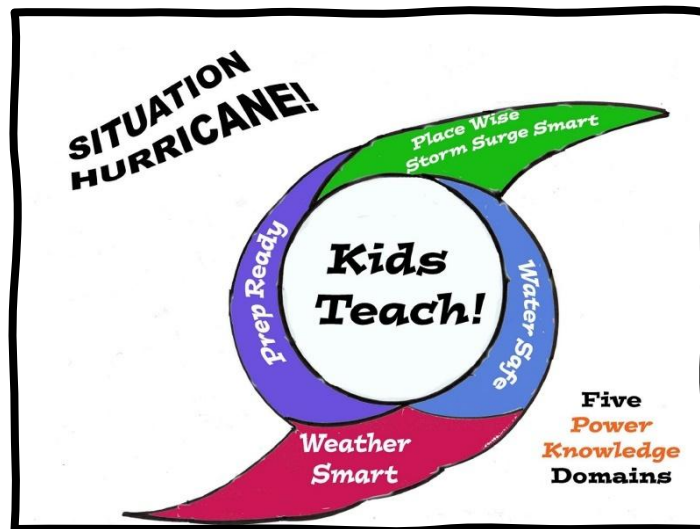 SITUATION
HURRICANE!
Place Wise
Storm Surge Smart
Prep Ready
Kids
Teach!
Water Safe
Weather
Smart
Five
Power
Knowledge
Domains